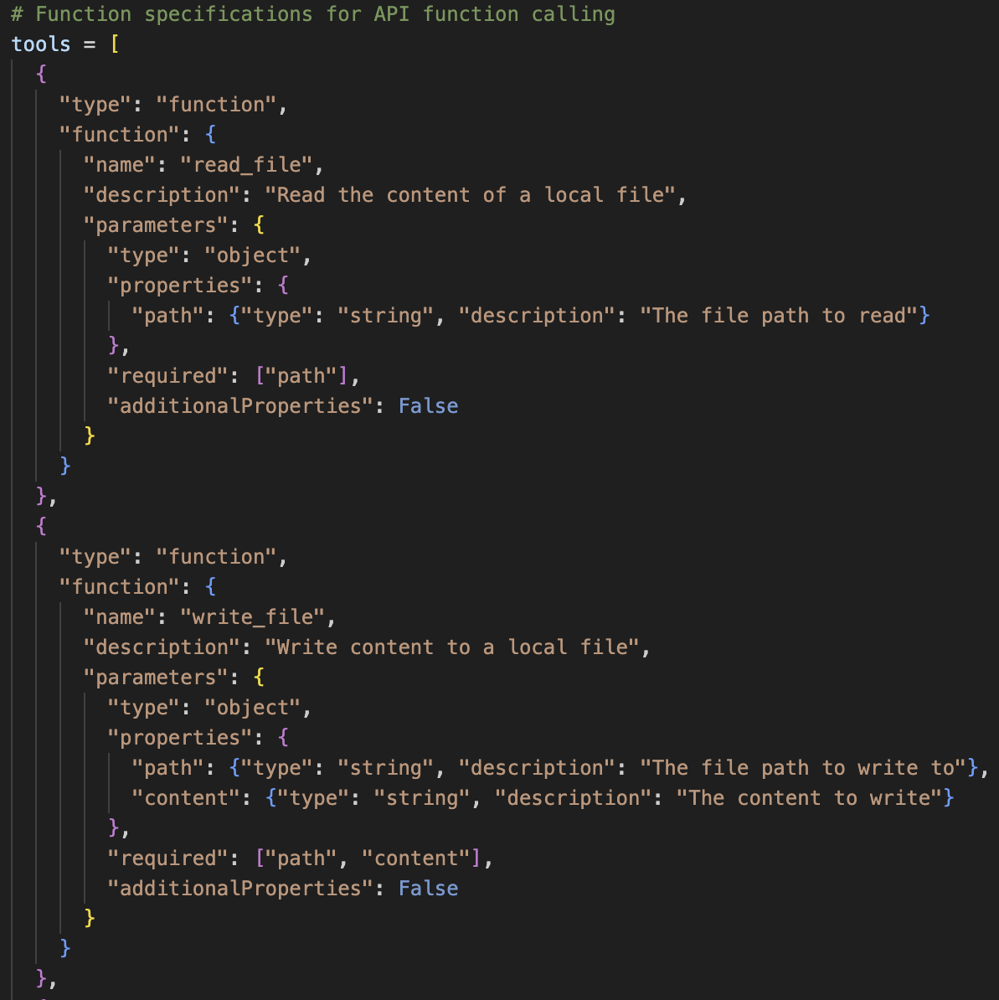 # Function specifications for API function calling
tools = [
  {
    "type": "function",
    "function": {
      "name": "read_file",
      "description": "Read the content of a local file",
      "parameters": {
        "type": "object",
        "properties": {
          "path": {"type": "string", "description": "The file path to read"}
        },
        "required": ["path"],
        "additionalProperties": False
      }
    }
  },
  {
    "type": "function",
    "function": {
      "name": "write_file",
      "description": "Write content to a local file",
      "parameters": {
        "type": "object",
        "properties": {
          "path": {"type": "string", "description": "The file path to write to"},
          "content": {"type": "string", "description": "The content to write"}
        },
        "required": ["path", "content"],
        "additionalProperties": False
      }
    }
  },